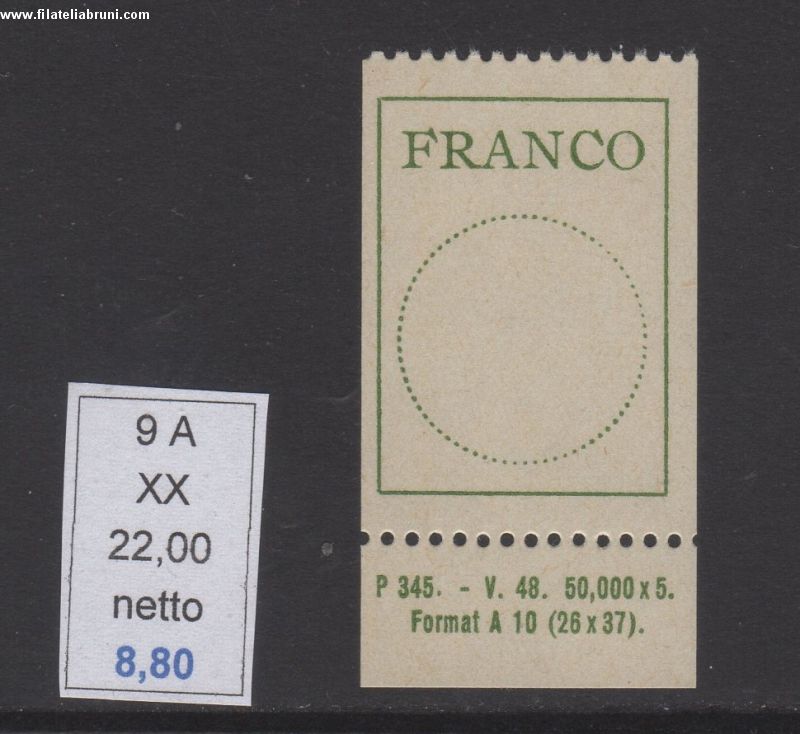 www.filateliabruni.com
FRANCO
P 345. - V. 48. 50,000 x 5.
Format A 10 (26 x 37).
9 A
XX
22,00
netto
8,80